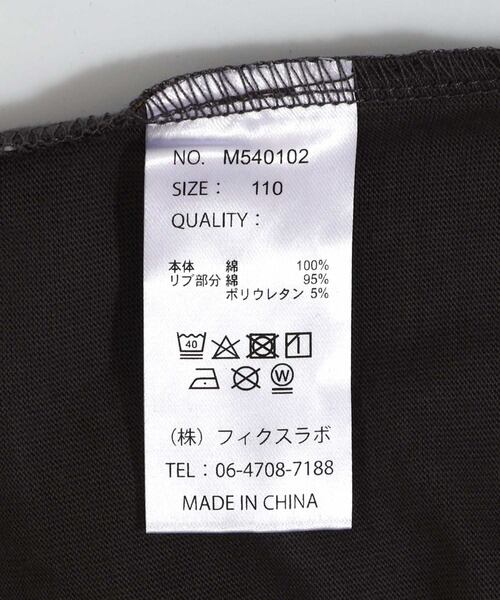 NO. M540102
SIZE： 110
QUALITY：
本体 綿 100%
リブ部分 綿 95%
ポリウレタン 5%
40
W
（株）フィクスラボ
TEL：06-4708-7188
MADE IN CHINA